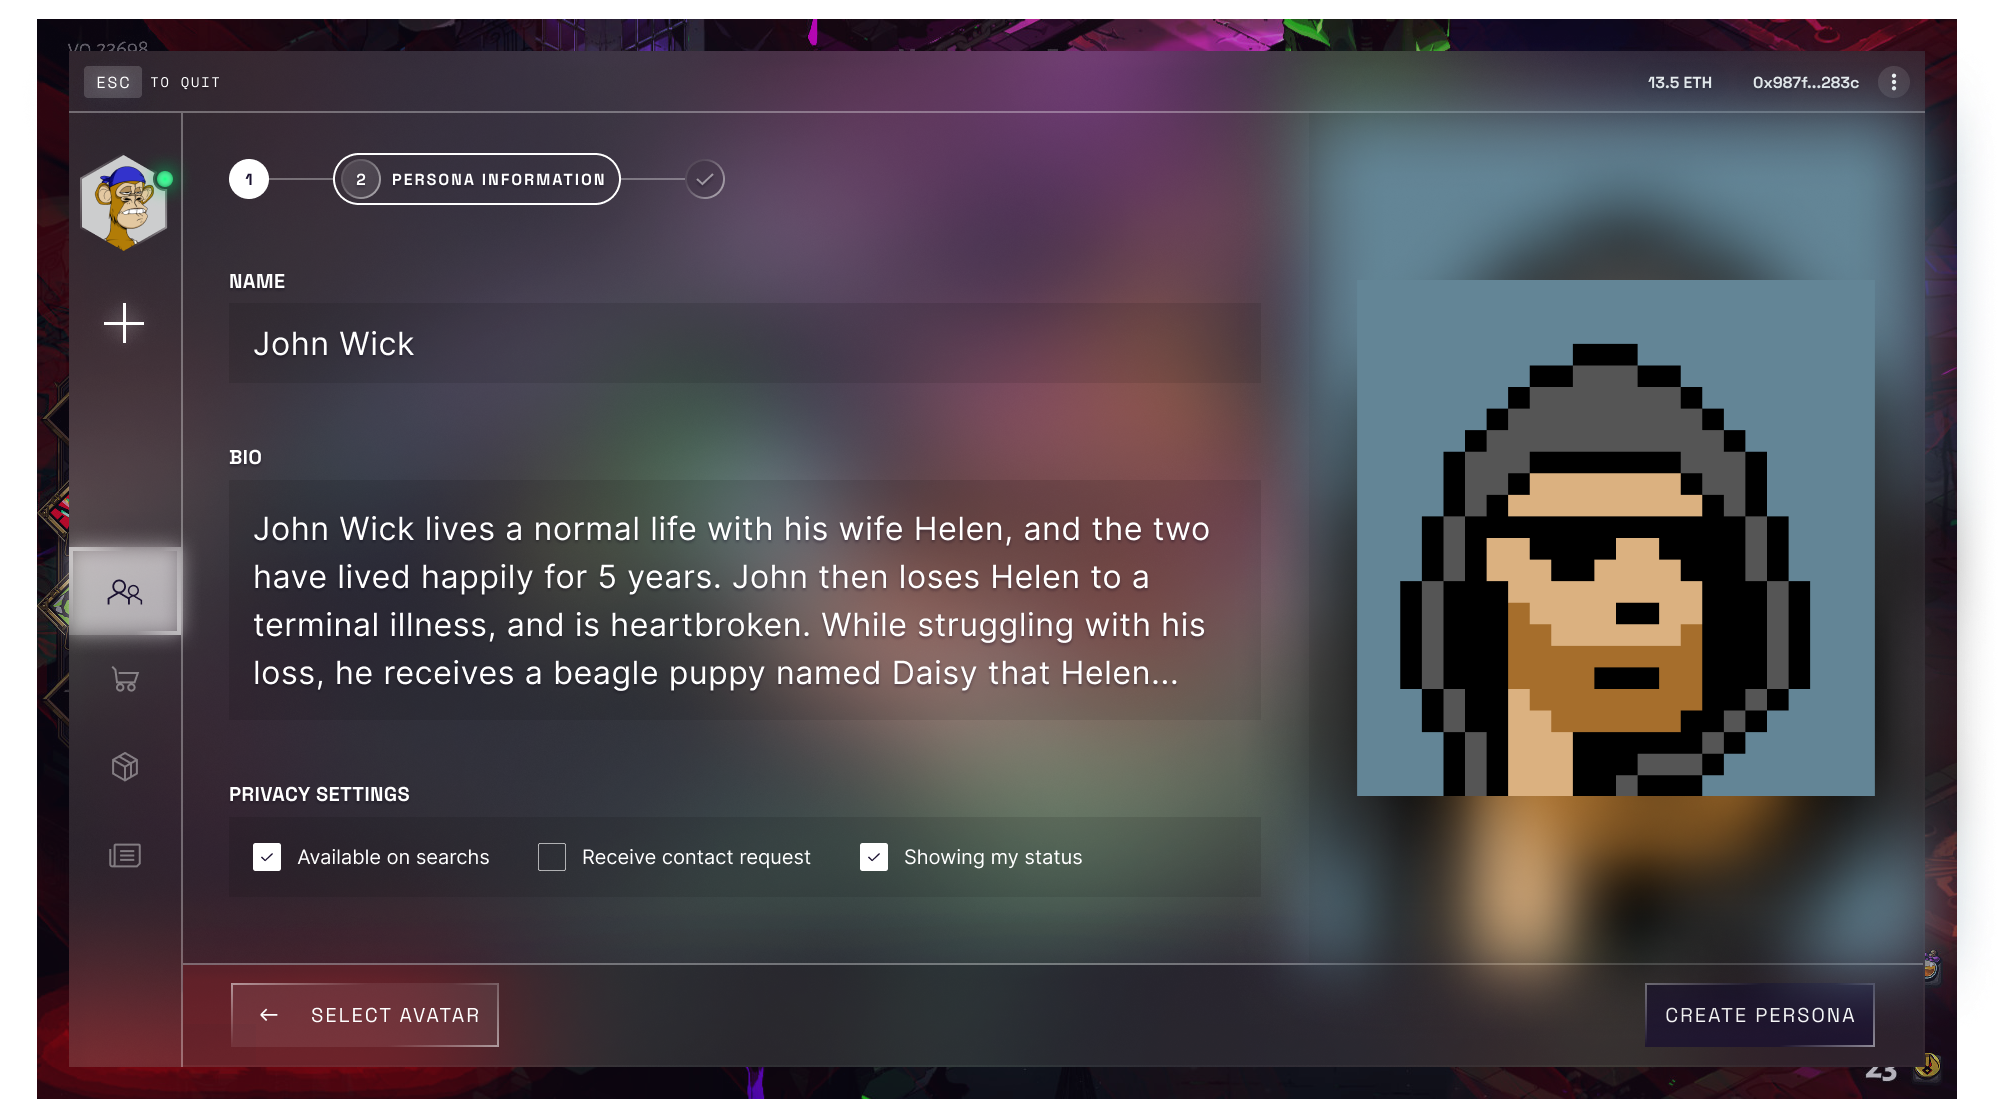 ESC TO QUIT
13.5 ETH 0x987f...283c
1 2 PERSONA INFORMATION
NAME
John Wick
BIO
John Wick lives a normal life with his wife Helen, and the two
have lived happily for 5 years. John then loses Helen to a
terminal illness, and is heartbroken. While struggling with his
loss, he receives a beagle puppy named Daisy that Helen...
PRIVACY SETTINGS
Available on searchs Receive contact request Showing my status
SELECT AVATAR CREATE PERSONA
23